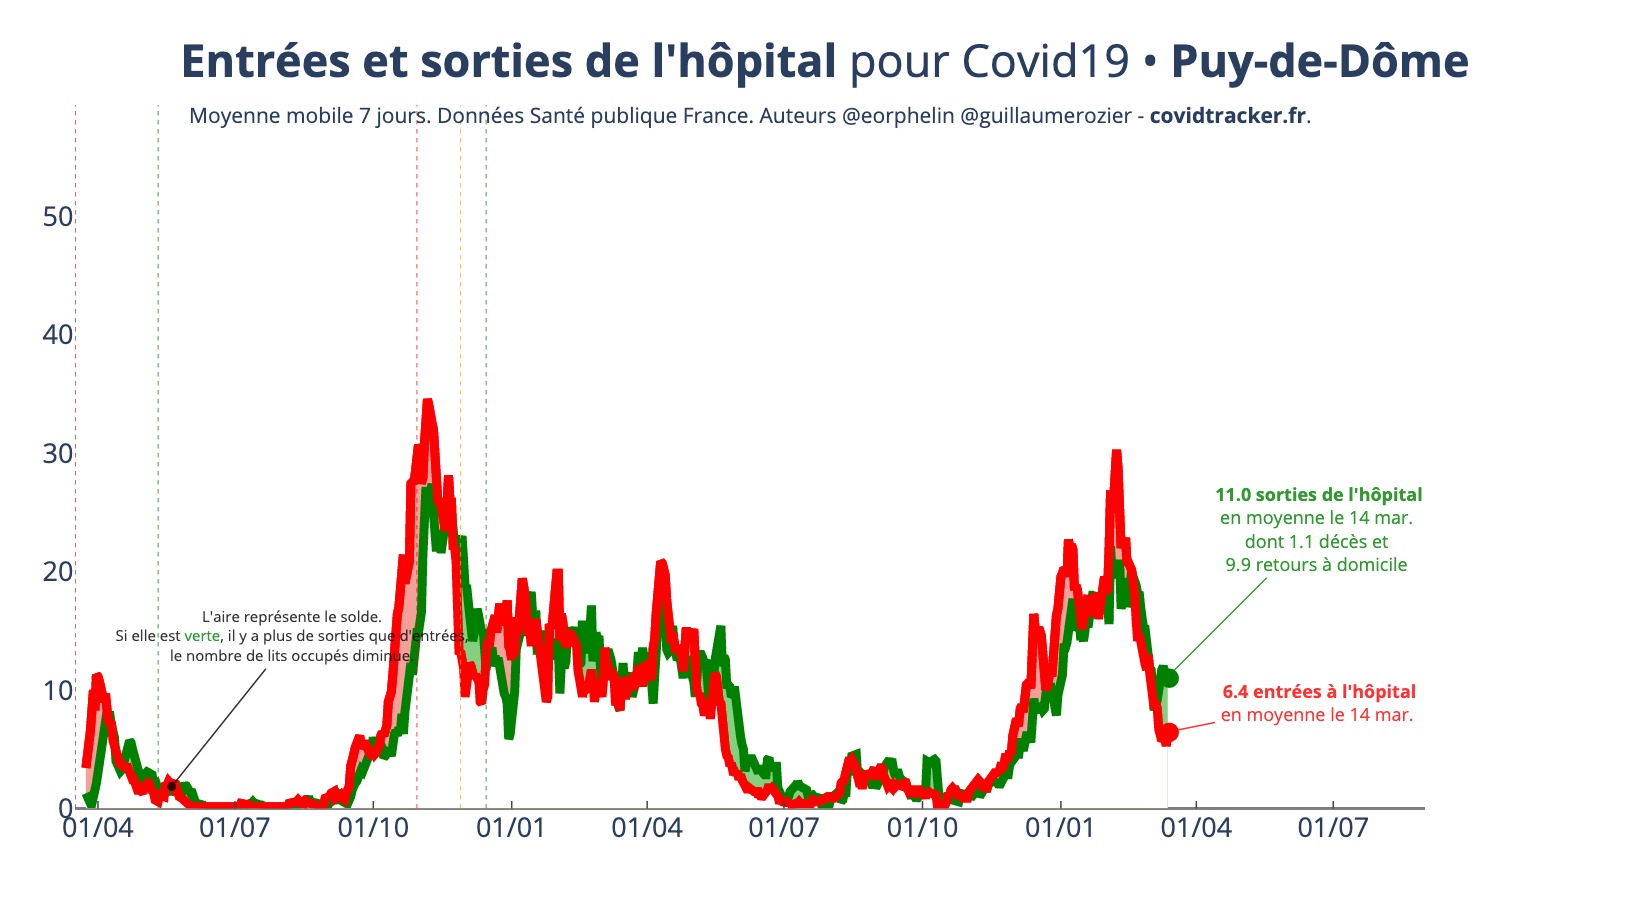 Entrées et sorties de l'hôpital pour Covid19 • Puy-de-Dôme
Moyenne mobile 7 jours. Données Santé publique France. Auteurs @eorphelin @guillaumerozier - covidtracker.fr.
50
40
30
20
10
0
11.0 sorties de l'hôpital
en moyenne le 14 mar.
dont 1.1 décès et
9.9 retours à domicile
L'aire représente le solde.
Si elle est verte, il y a plus de sorties que d'entrées,
le nombre de lits occupés diminue.
6.4 entrées à l'hôpital
en moyenne le 14 mar.
01/04 01/07 01/10 01/01 01/04 01/07 01/10 01/01 01/04 01/07